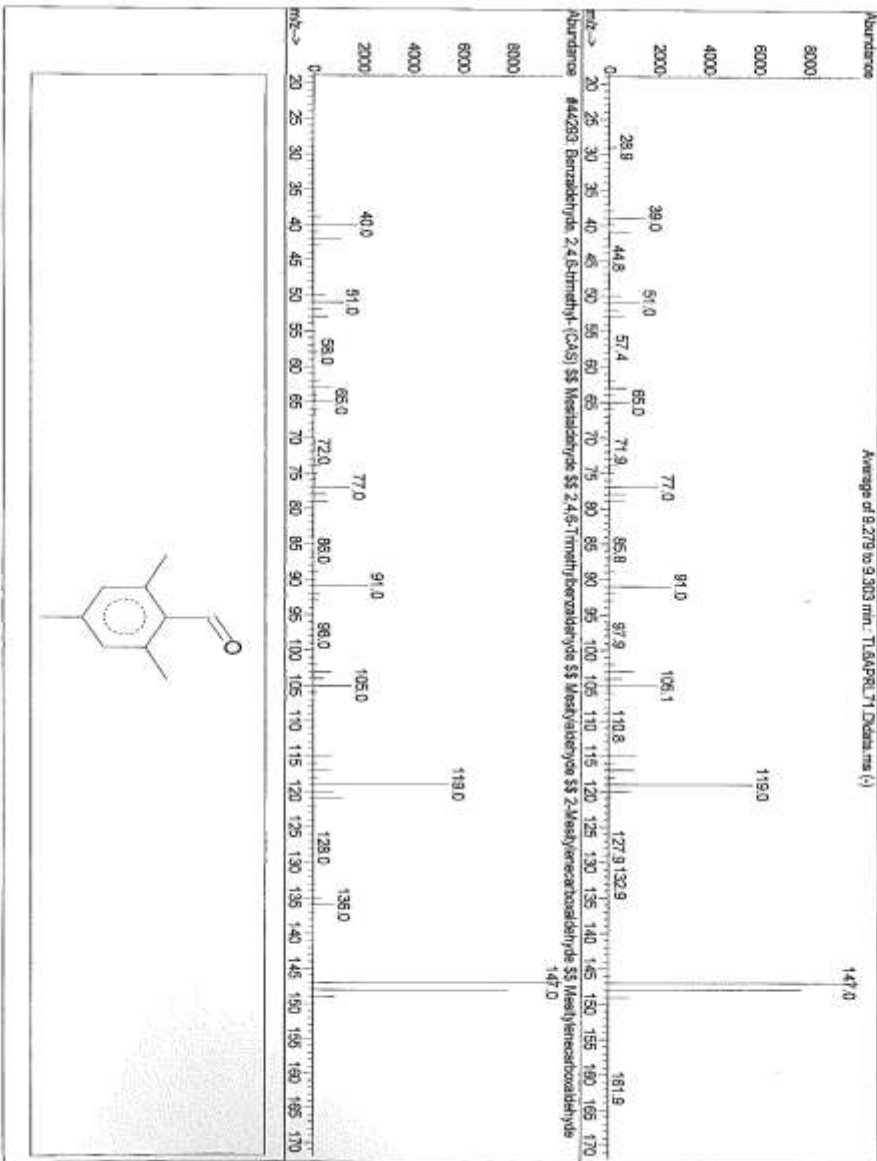 Abundance
Average of 9.279 to 9.303 min.: TL6APRL71.D\data.ms (-)
8000
6000
4000
2000
0
28.9 39.0 44.8 51.0 57.4 65.0 71.9 77.0 85.8 91.0 97.9 105.1 110.8 119.0 127.9 132.9 147.0 161.9
m/z--> 20 25 30 35 40 45 50 55 60 65 70 75 80 85 90 95 100 105 110 115 120 125 130 135 140 145 150 155 160 165 170
Abundance
#44293: Benzaldehyde, 2,4,6-trimethyl- (CAS) $$ Mesitaldehyde $$ 2,4,6-Trimethylbenzaldehyde $$ Mesitylaldehyde $$ 2-Mesitylenecarboxaldehyde $$ Mesitylenecarboxaldehyde
8000
6000
4000
2000
0
40.0 51.0 58.0 65.0 72.0 77.0 86.0 91.0 98.0 105.0 119.0 128.0 136.0 147.0
m/z--> 20 25 30 35 40 45 50 55 60 65 70 75 80 85 90 95 100 105 110 115 120 125 130 135 140 145 150 155 160 165 170
O